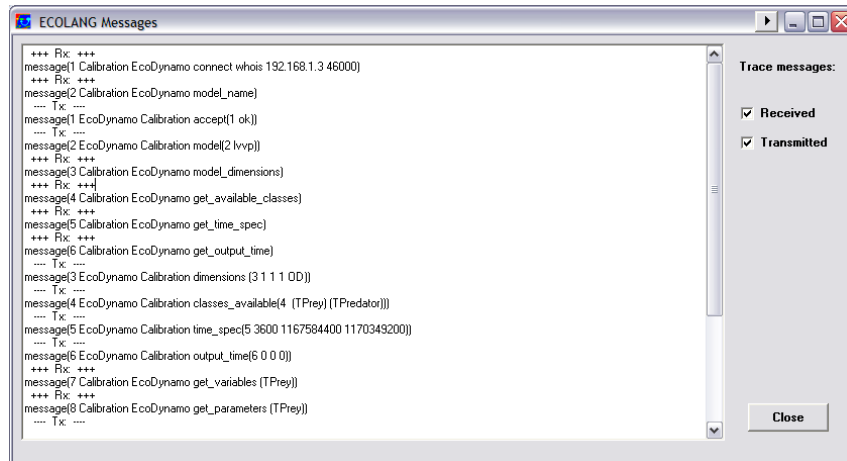 ECOLANG Messages
+++ Rx: +++
message(1 Calibration EcoDynamo connect whois 192.168.1.3 46000)
+++ Rx: +++
message(2 Calibration EcoDynamo model_name)
---- Tx: ----
message(1 EcoDynamo Calibration accept(1 ok))
---- Tx: ----
message(2 EcoDynamo Calibration model(2 lvvp))
+++ Rx: +++
message(3 Calibration EcoDynamo model_dimensions)
+++ Rx: +++
message(4 Calibration EcoDynamo get_available_classes)
+++ Rx: +++
message(5 Calibration EcoDynamo get_time_spec)
+++ Rx: +++
message(6 Calibration EcoDynamo get_output_time)
---- Tx: ----
message(3 EcoDynamo Calibration dimensions (3 1 1 1 0D))
---- Tx: ----
message(4 EcoDynamo Calibration classes_available(4  (TPrey) (TPredator)))
---- Tx: ----
message(5 EcoDynamo Calibration time_spec(5 3600 1167584400 1170349200))
---- Tx: ----
message(6 EcoDynamo Calibration output_time(6 0 0 0))
+++ Rx: +++
message(7 Calibration EcoDynamo get_variables (TPrey))
+++ Rx: +++
message(8 Calibration EcoDynamo get_parameters (TPrey))
---- Tx: ----
Trace messages:
Received
Transmitted
Close